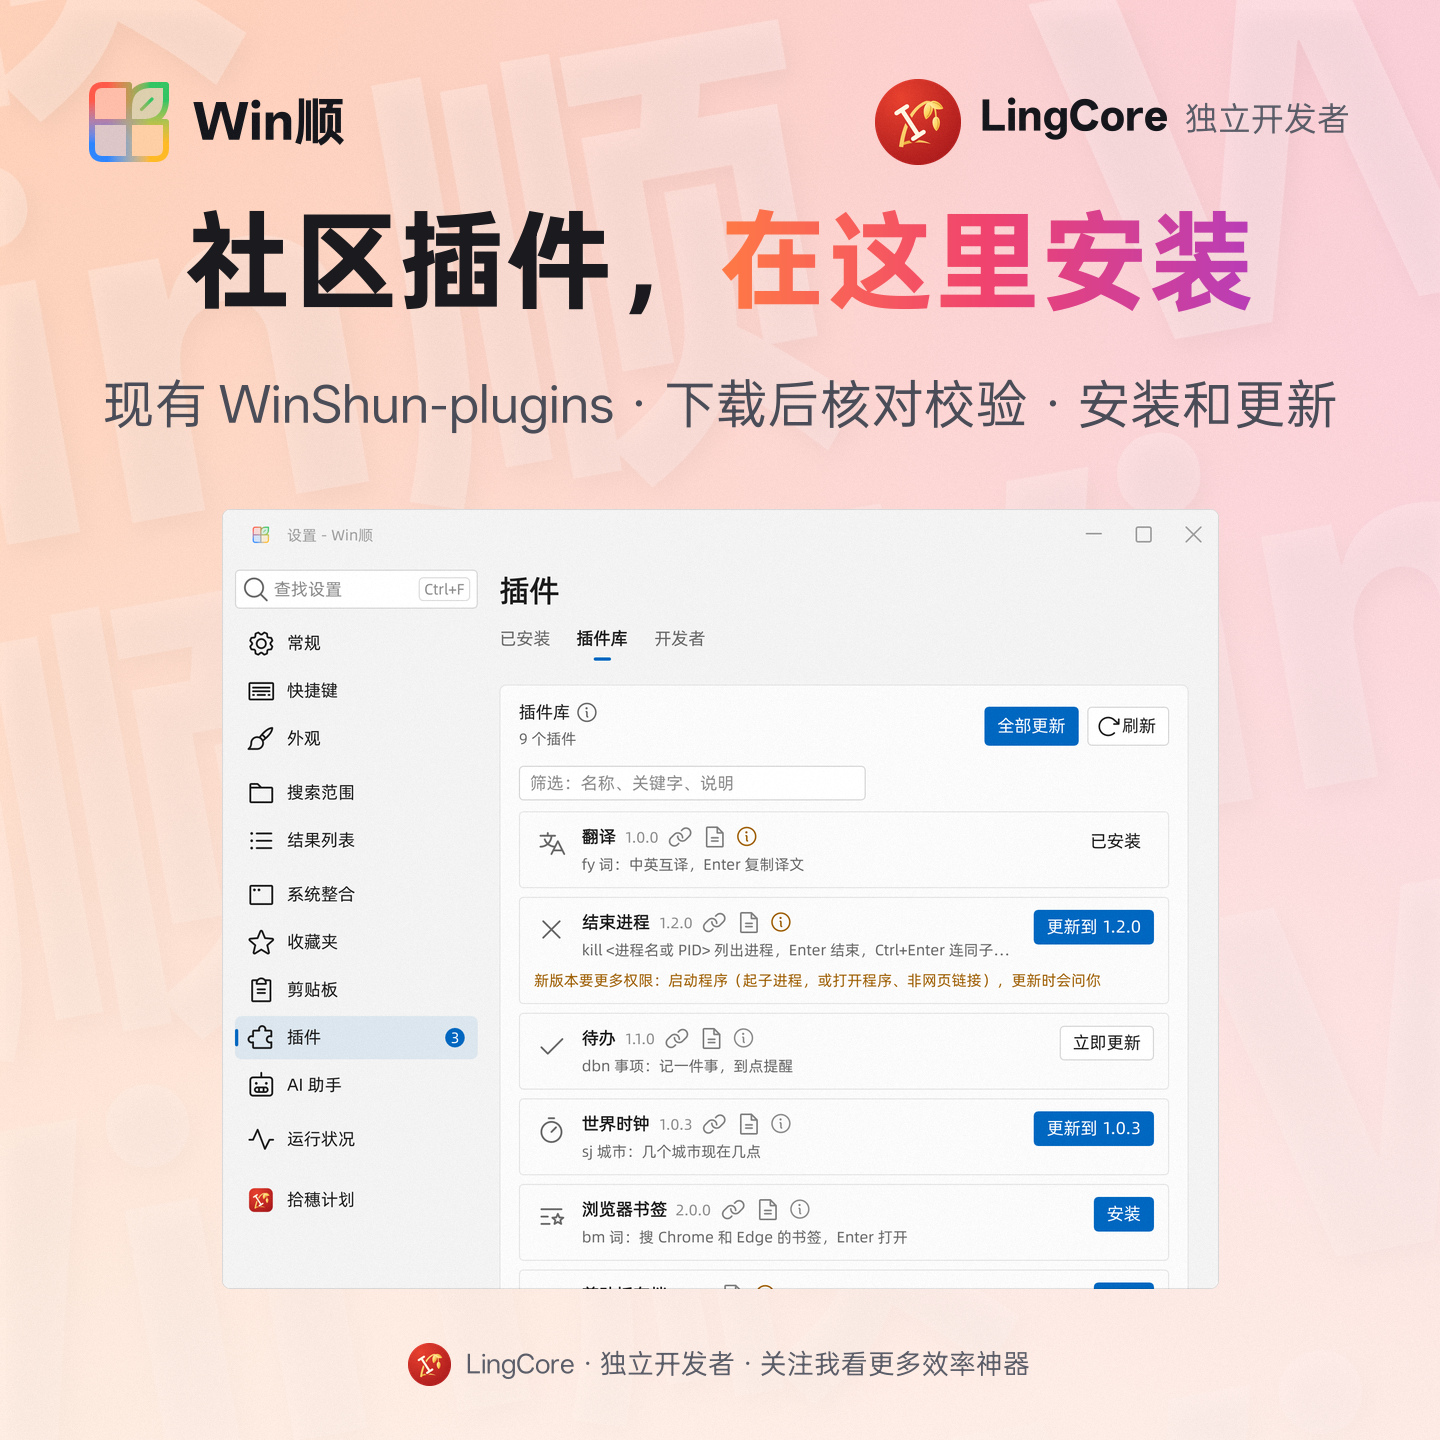 Win顺
LingCore 独立开发者
社区插件，在这里安装
现有 WinShun-plugins · 下载后核对校验 · 安装和更新
设置 - Win顺
查找设置 Ctrl+F
常规
快捷键
外观
搜索范围
结果列表
系统整合
收藏夹
剪贴板
插件 3
AI 助手
运行状况
拾穗计划
插件
已安装 插件库 开发者
插件库
9 个插件
全部更新 刷新
筛选：名称、关键字、说明
翻译 1.0.0
fy 词：中英互译，Enter 复制译文
已安装
结束进程 1.2.0
kill <进程名或 PID> 列出进程，Enter 结束，Ctrl+Enter 连同子...
更新到 1.2.0
新版本要更多权限：启动程序（起子进程，或打开程序、非网页链接），更新时会问你
待办 1.1.0
dbn 事项：记一件事，到点提醒
立即更新
世界时钟 1.0.3
sj 城市：几个城市现在几点
更新到 1.0.3
浏览器书签 2.0.0
bm 词：搜 Chrome 和 Edge 的书签，Enter 打开
安装
LingCore · 独立开发者 · 关注我看更多效率神器